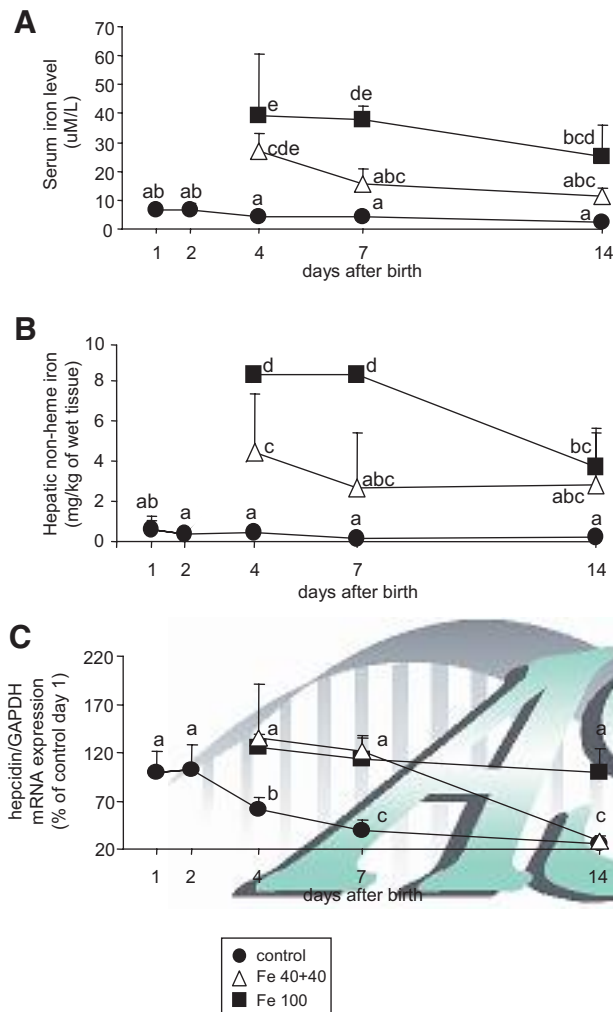 A
Serum iron level
(uM/L)
70
60
50
40
30
20
10
0
ab
ab
e
cde
a
de
abc
a
bcd
abc
a
1 2 4 7 14
days after birth
B
Hepatic non-heme iron
(mg/kg of wet tissue)
10
8
6
4
2
0
ab
a
d
c
a
d
abc
a
bc
abc
a
1 2 4 7 14
days after birth
C
hepcidin/GAPDH
mRNA expression
(% of control day 1)
220
170
120
70
20
a
a
a
b
a
c
a
c
1 2 4 7 14
days after birth
control
Fe 40+40
Fe 100